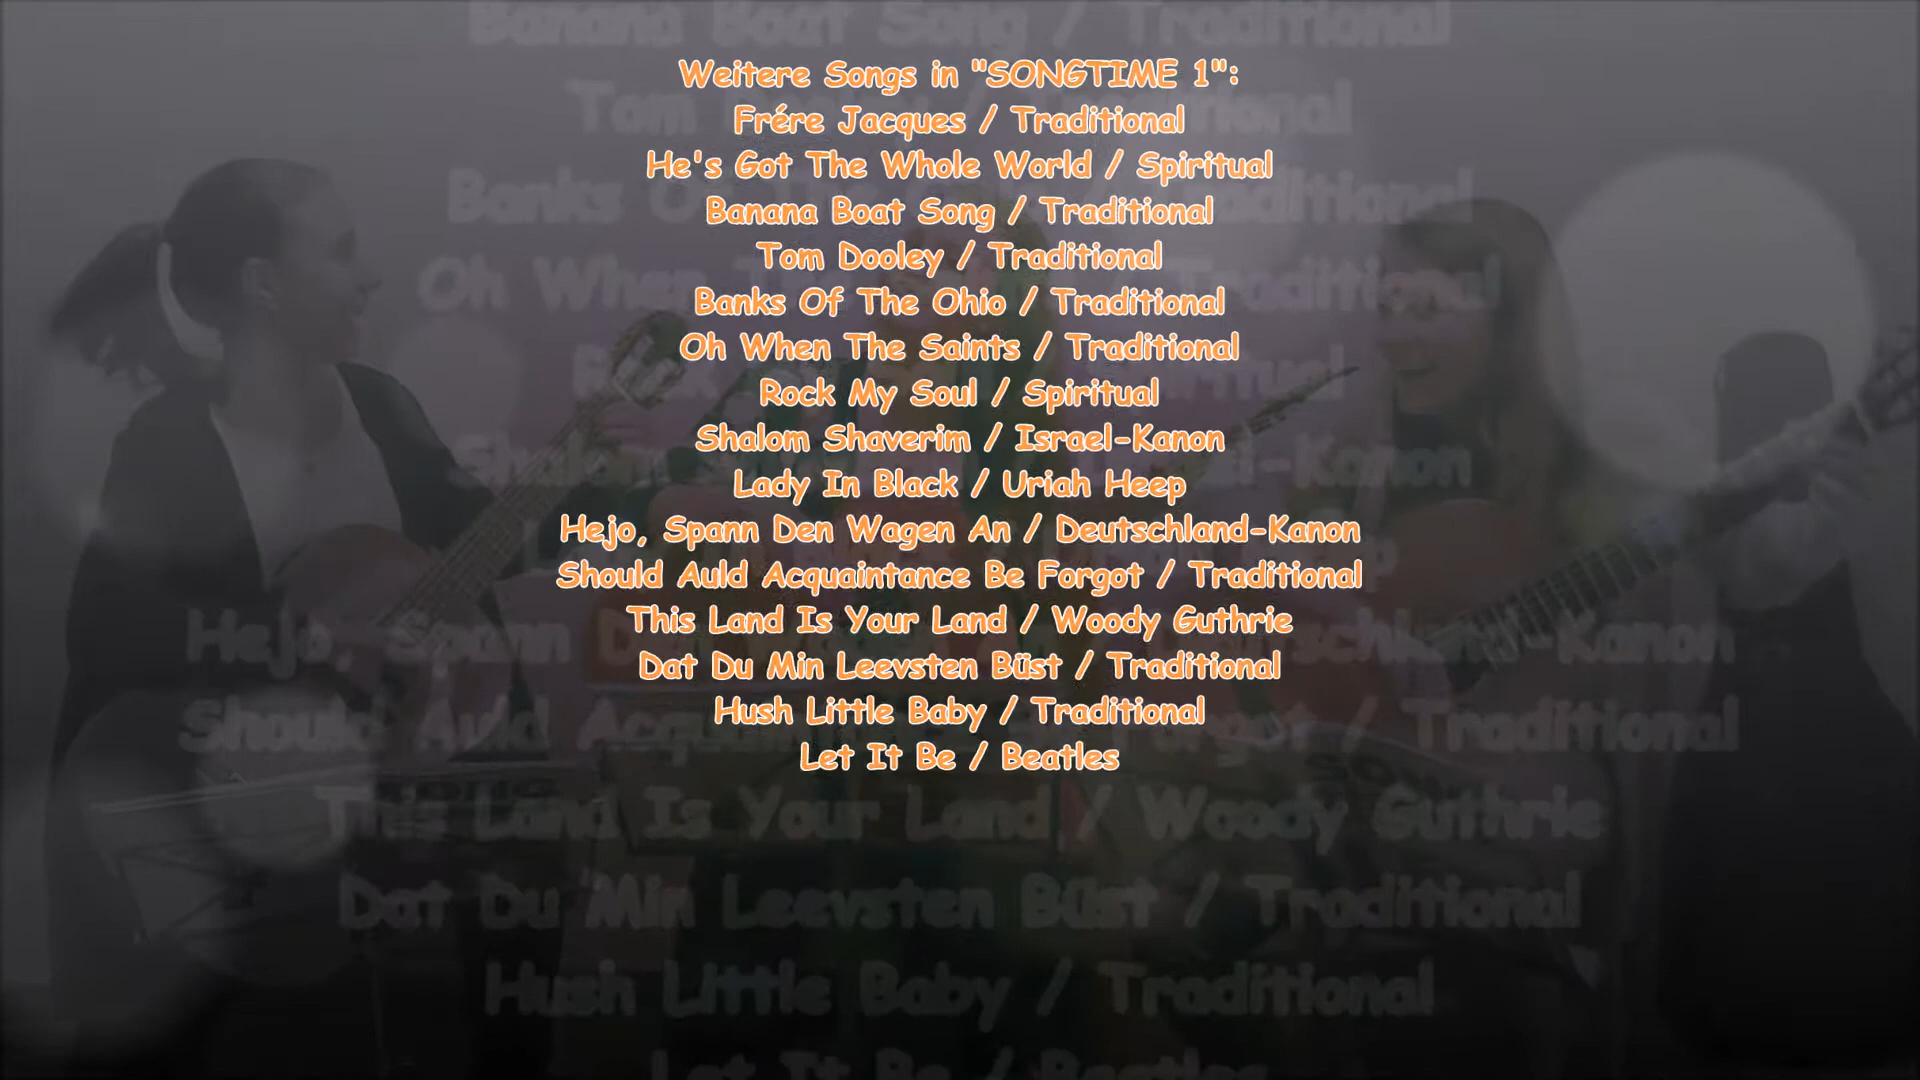 Weitere Songs in "SONGTIME 1":
Frére Jacques / Traditional
He's Got The Whole World / Spiritual
Banana Boat Song / Traditional
Tom Dooley / Traditional
Banks Of The Ohio / Traditional
Oh When The Saints / Traditional
Rock My Soul / Spiritual
Shalom Shaverim / Israel-Kanon
Lady In Black / Uriah Heep
Hejo, Spann Den Wagen An / Deutschland-Kanon
Should Auld Acquaintance Be Forgot / Traditional
This Land Is Your Land / Woody Guthrie
Dat Du Min Leevsten Büst / Traditional
Hush Little Baby / Traditional
Let It Be / Beatles